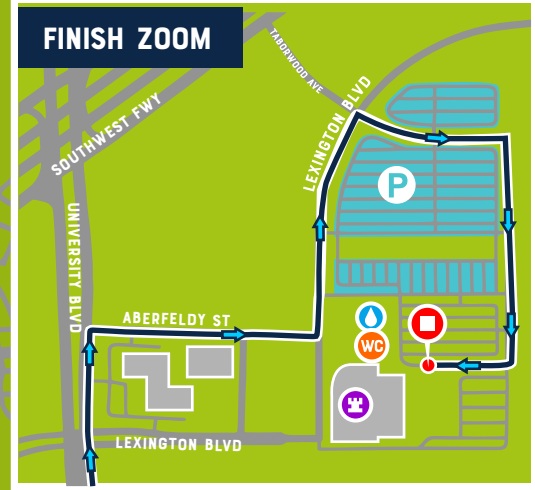 FINISH ZOOM
TABORWOOD AVE
SOUTHWEST FWY
LEXINGTON BLVD
P
UNIVERSITY BLVD
ABERFELDY ST
WC
LEXINGTON BLVD